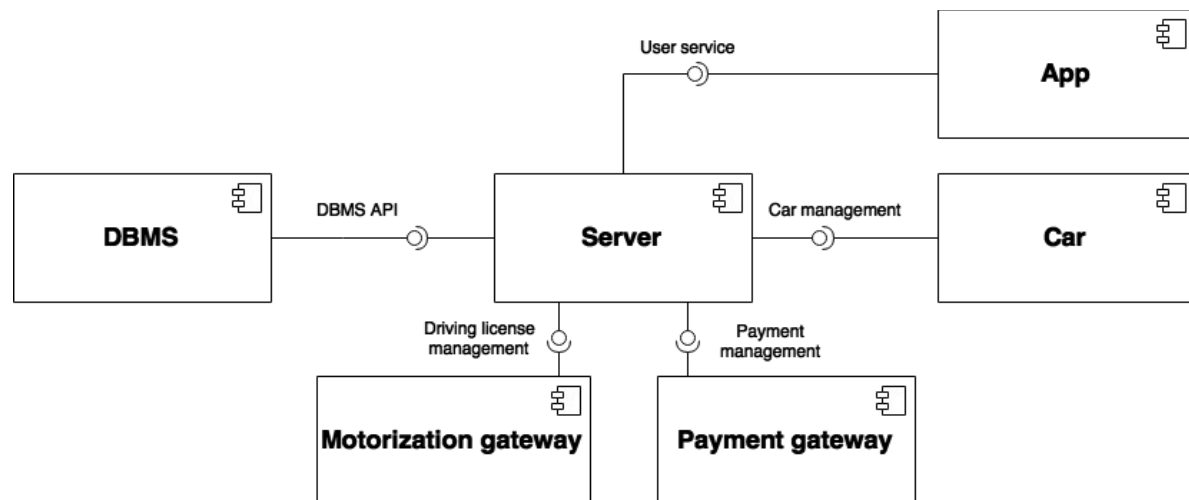 User service
App
DBMS
DBMS API
Server
Car management
Car
Driving license
management
Payment
management
Motorization gateway
Payment gateway